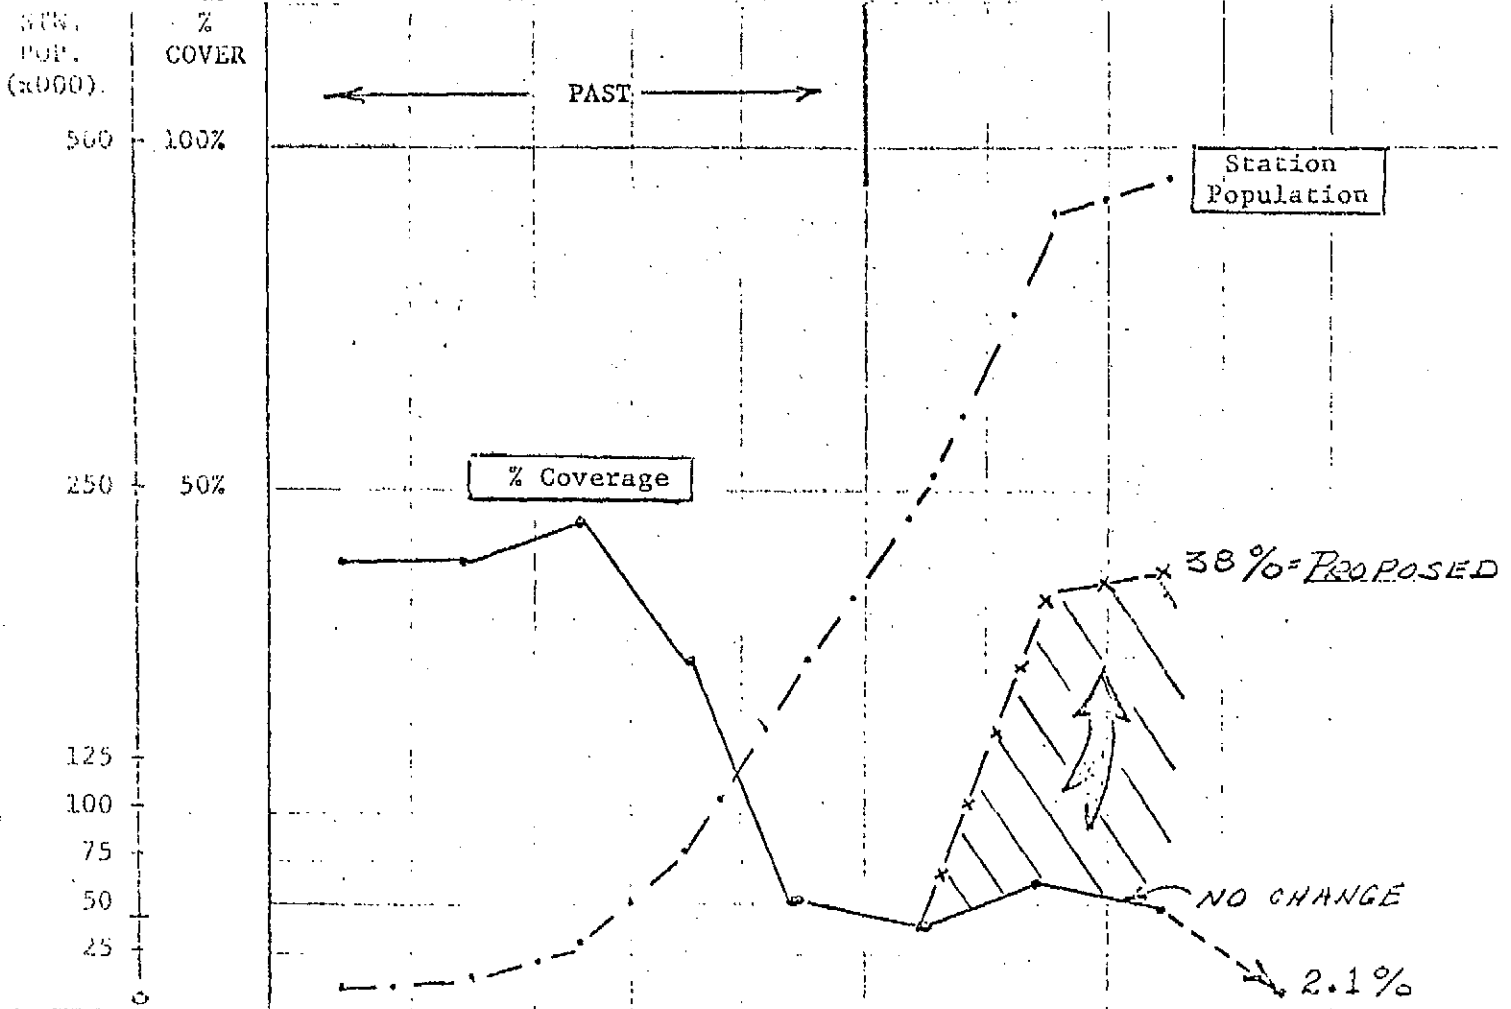 STN.
POP.
(x000).
%
COVER
PAST
500
100%
Station
Population
250
50%
% Coverage
38%=PROPOSED
125
100
75
50
25
0
NO CHANGE
2.1%